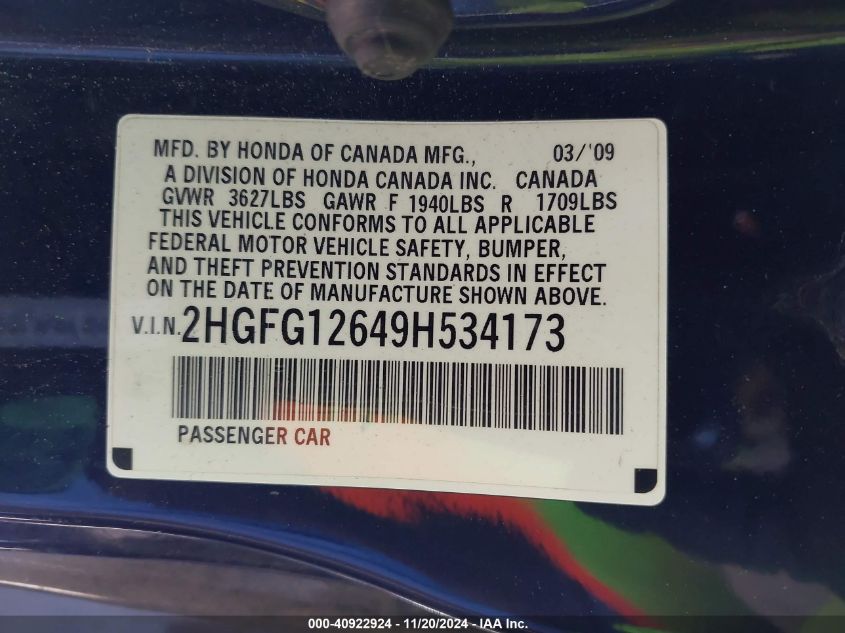 MFD. BY HONDA OF CANADA MFG., 03/'09
A DIVISION OF HONDA CANADA INC. CANADA
GVWR 3627LBS GAWR F 1940LBS R 1709LBS
THIS VEHICLE CONFORMS TO ALL APPLICABLE
FEDERAL MOTOR VEHICLE SAFETY, BUMPER,
AND THEFT PREVENTION STANDARDS IN EFFECT
ON THE DATE OF MANUFACTURE SHOWN ABOVE.
V.I.N. 2HGFG12649H534173
PASSENGER CAR
000-40922924 - 11/20/2024 - IAA Inc.